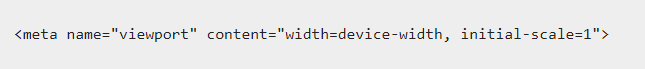 <meta name="viewport" content="width=device-width, initial-scale=1">